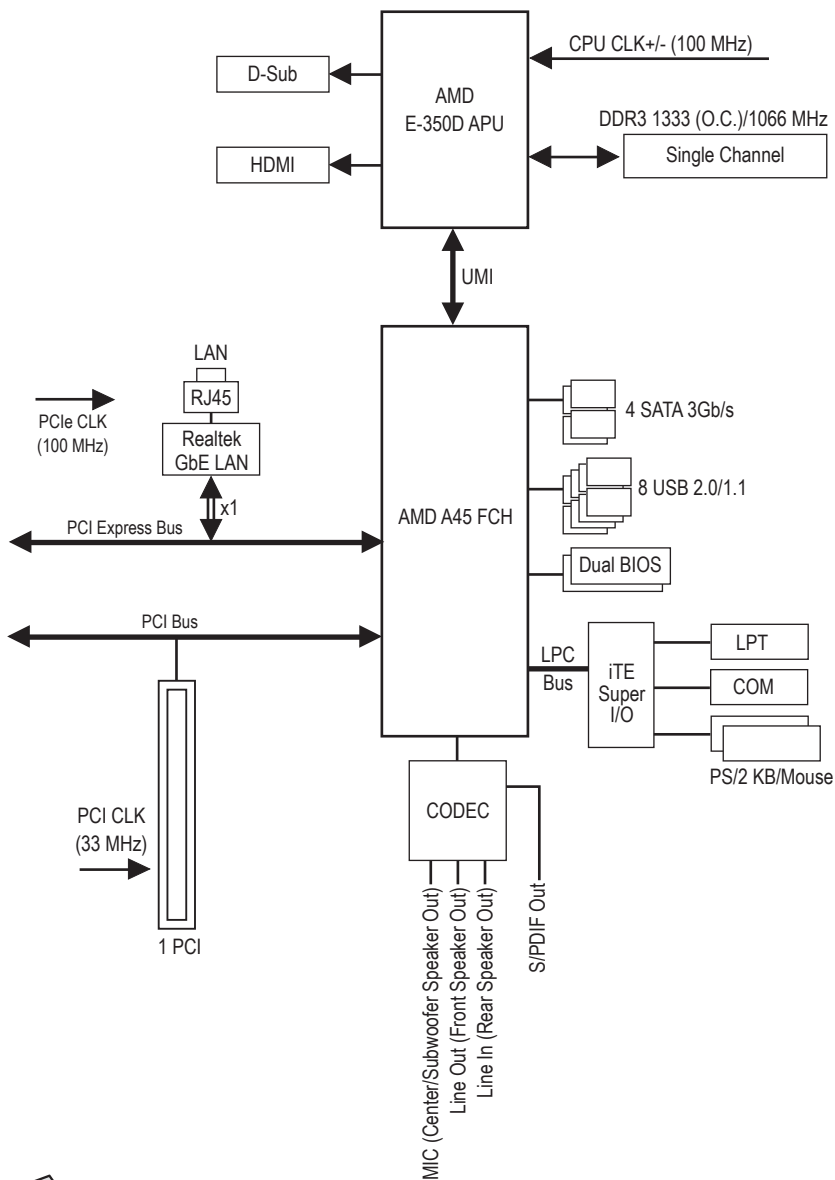 CPU CLK+/- (100 MHz)
D-Sub
AMD
E-350D APU
DDR3 1333 (O.C.)/1066 MHz
Single Channel
HDMI
UMI
LAN
RJ45
PCIe CLK
(100 MHz)
Realtek
GbE LAN
x1
PCI Express Bus
4 SATA 3Gb/s
8 USB 2.0/1.1
AMD A45 FCH
Dual BIOS
PCI Bus
LPC
Bus
iTE
Super
I/O
LPT
COM
PS/2 KB/Mouse
CODEC
PCI CLK
(33 MHz)
1 PCI
MIC (Center/Subwoofer Speaker Out)
Line Out (Front Speaker Out)
Line In (Rear Speaker Out)
S/PDIF Out